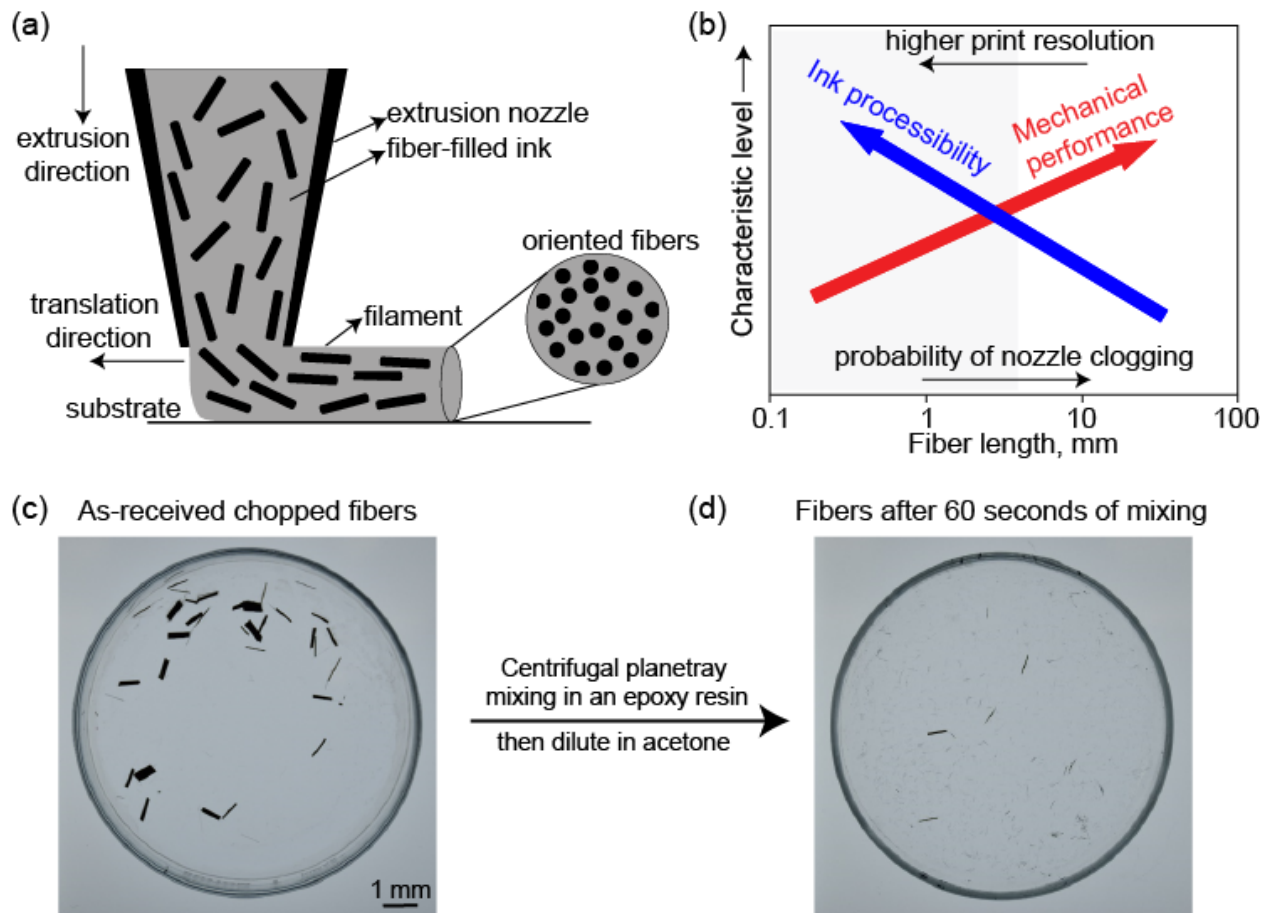 (a)
extrusion
direction
extrusion nozzle
fiber-filled ink
oriented fibers
translation
direction
filament
substrate
(b)
higher print resolution
Ink processibility
Mechanical
performance
Characteristic level
probability of nozzle clogging
0.1
1
10
100
Fiber length, mm
(c)
As-received chopped fibers
1 mm
Centrifugal planetray
mixing in an epoxy resin
then dilute in acetone
(d)
Fibers after 60 seconds of mixing